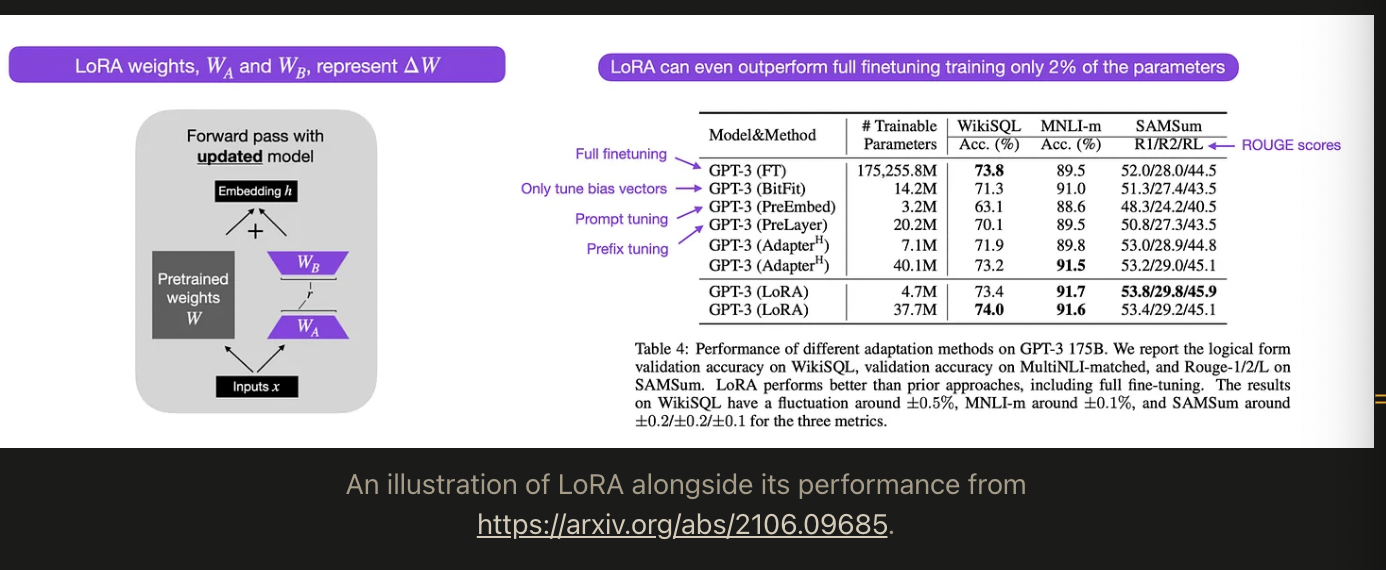 LoRA weights, W_A and W_B, represent ΔW
Forward pass with
updated model
Embedding h
+
Pretrained
weights
W
W_B
r
W_A
Inputs x
LoRA can even outperform full finetuning training only 2% of the parameters
Full finetuning
Only tune bias vectors
Prompt tuning
Prefix tuning
Model&Method # Trainable Parameters WikiSQL Acc. (%) MNLI-m Acc. (%) SAMSum R1/R2/RL
ROUGE scores
GPT-3 (FT) 175,255.8M 73.8 89.5 52.0/28.0/44.5
GPT-3 (BitFit) 14.2M 71.3 91.0 51.3/27.4/43.5
GPT-3 (PreEmbed) 3.2M 63.1 88.6 48.3/24.2/40.5
GPT-3 (PreLayer) 20.2M 70.1 89.5 50.8/27.3/43.5
GPT-3 (Adapter^H) 7.1M 71.9 89.8 53.0/28.9/44.8
GPT-3 (Adapter^H) 40.1M 73.2 91.5 53.2/29.0/45.1
GPT-3 (LoRA) 4.7M 73.4 91.7 53.8/29.8/45.9
GPT-3 (LoRA) 37.7M 74.0 91.6 53.4/29.2/45.1
Table 4: Performance of different adaptation methods on GPT-3 175B. We report the logical form
validation accuracy on WikiSQL, validation accuracy on MultiNLI-matched, and Rouge-1/2/L on
SAMSum. LoRA performs better than prior approaches, including full fine-tuning. The results
on WikiSQL have a fluctuation around ±0.5%, MNLI-m around ±0.1%, and SAMSum around
±0.2/±0.2/±0.1 for the three metrics.
An illustration of LoRA alongside its performance from
https://arxiv.org/abs/2106.09685.